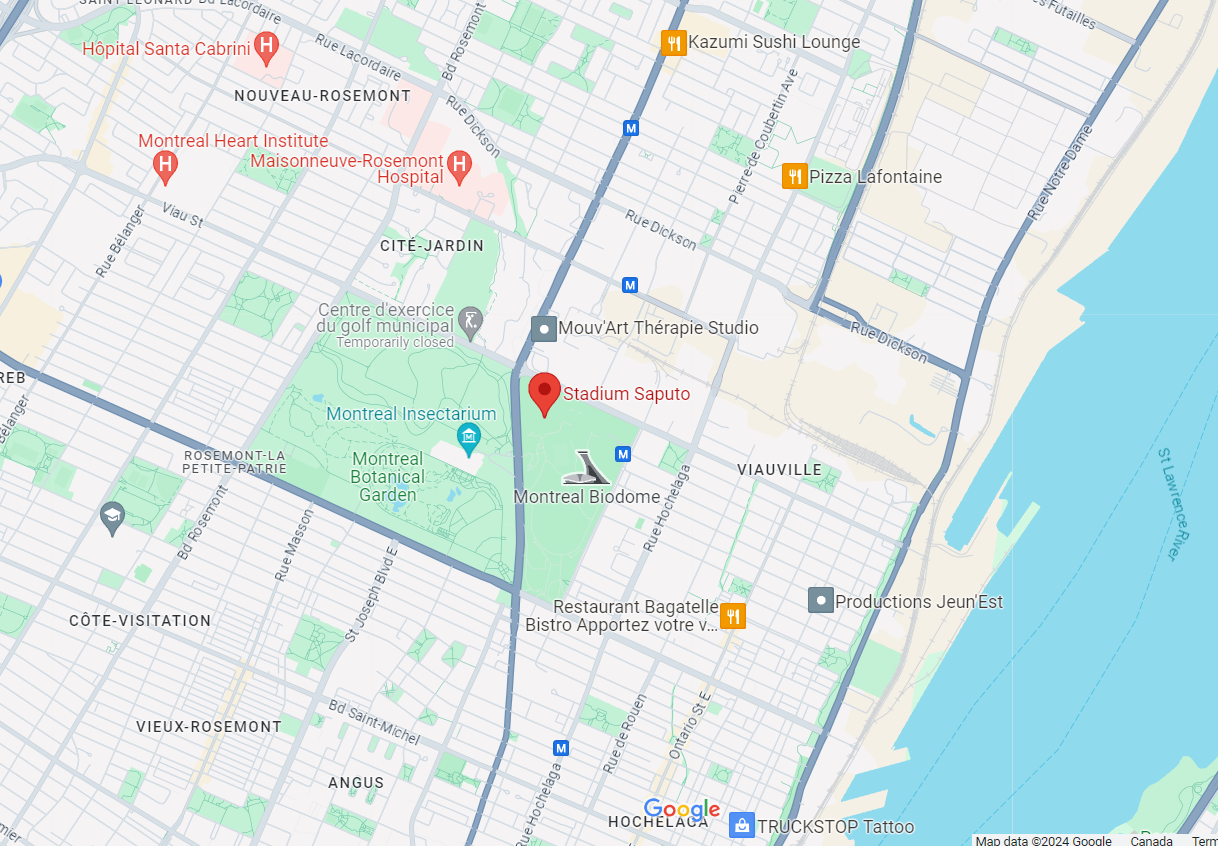 SAINT LEONARD
Bd Lacordaire
Rue Lacordaire
Bd Rosemont
es Futailles
Hôpital Santa Cabrini
H
Kazumi Sushi Lounge
NOUVEAU-ROSEMONT
Rue Dickson
M
Pierre-de Coubertin Ave
Montreal Heart Institute
H
Maisonneuve-Rosemont
Hospital
H
Pizza Lafontaine
Rue Notre-Dame
Viau St
Rue Bélanger
Rue Dickson
CITÉ-JARDIN
M
Centre d'exercice
du golf municipal
Temporarily closed
Mouv'Art Thérapie Studio
Rue Dickson
REB
Bélanger
Stadium Saputo
Montreal Insectarium
ROSEMONT-LA
PETITE-PATRIE
Montreal
Botanical
Garden
M
VIAUVILLE
St Lawrence
River
Montreal Biodome
Rue Hochelaga
Bd Rosemont
Rue Masson
St Joseph Blvd E
Restaurant Bagatelle
Bistro Apportez votre v...
Productions Jeun'Est
CÔTE-VISITATION
VIEUX-ROSEMONT
Bd Saint-Michel
Rue de Rouen
Ontario St E
M
ANGUS
Rue Hochelaga
Google
HOCHELAGA
TRUCKSTOP Tattoo
Map data ©2024 Google
Canada
Term